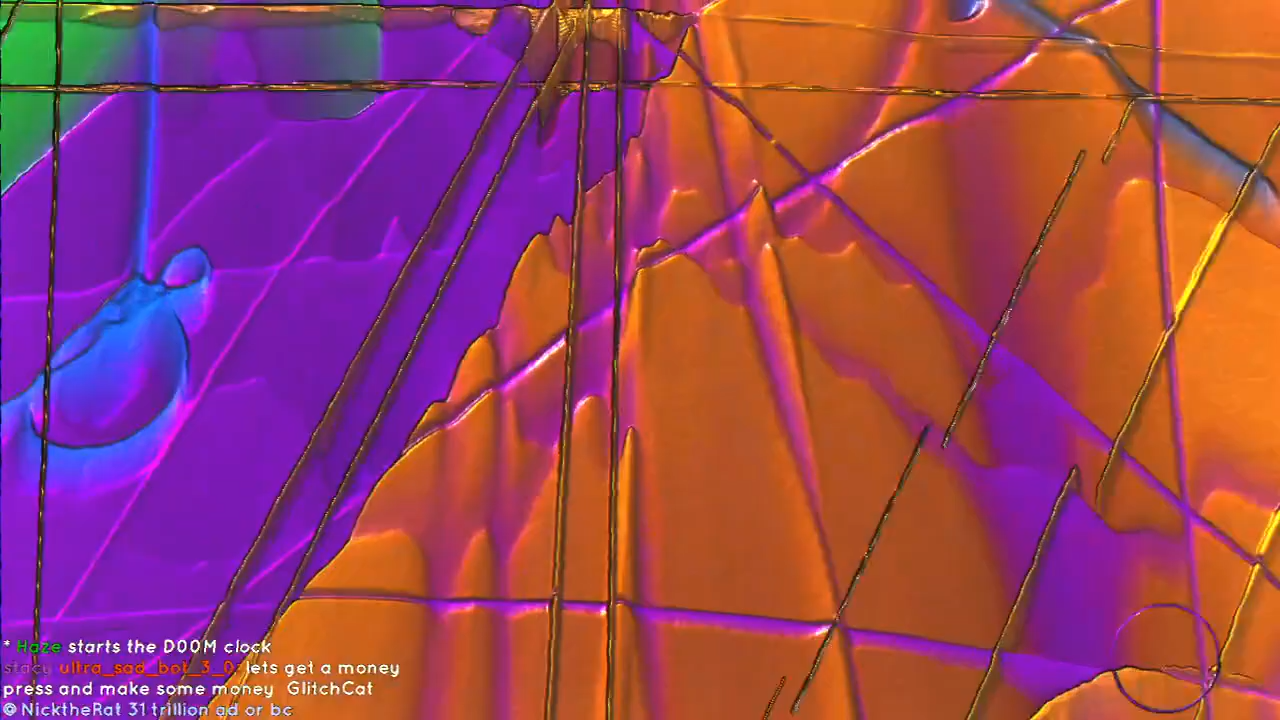 * Haze starts the DOOM clock
stacy ultra_sad_bot_3_0: lets get a money
press and make some money GlitchCat
© NicktheRat 31 trillion ad or bc